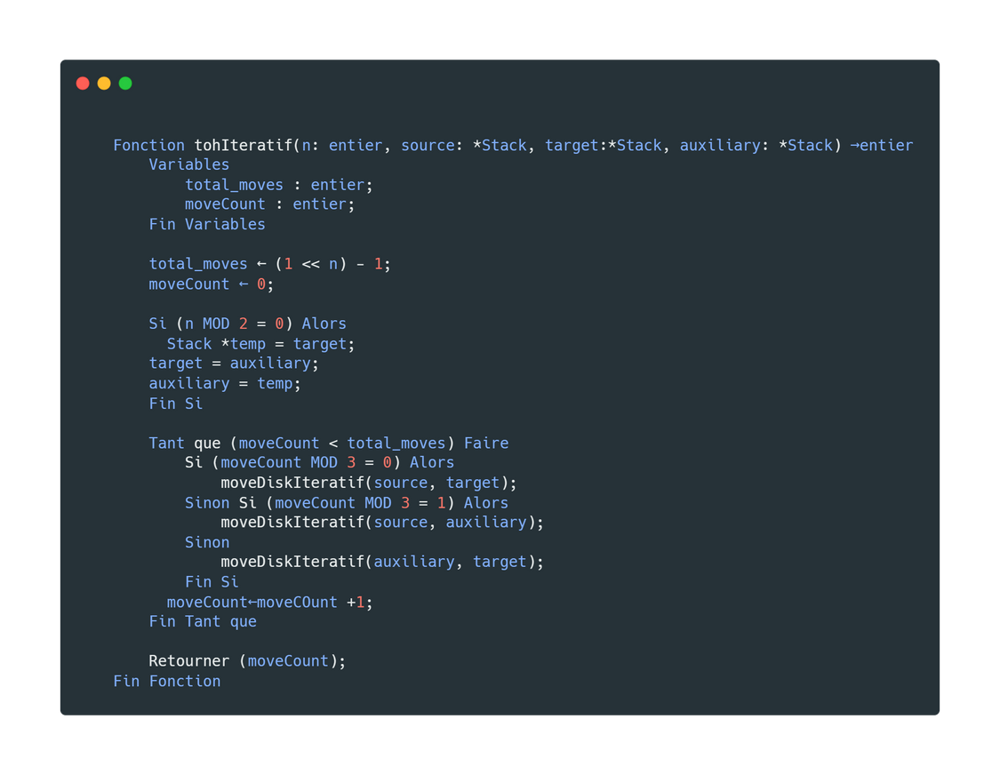 Fonction tohIteratif(n: entier, source: *Stack, target:*Stack, auxiliary: *Stack) →entier
Variables
total_moves : entier;
moveCount : entier;
Fin Variables
total_moves ← (1 << n) - 1;
moveCount ← 0;
Si (n MOD 2 = 0) Alors
Stack *temp = target;
target = auxiliary;
auxiliary = temp;
Fin Si
Tant que (moveCount < total_moves) Faire
Si (moveCount MOD 3 = 0) Alors
moveDiskIteratif(source, target);
Sinon Si (moveCount MOD 3 = 1) Alors
moveDiskIteratif(source, auxiliary);
Sinon
moveDiskIteratif(auxiliary, target);
Fin Si
moveCount←moveCOunt +1;
Fin Tant que
Retourner (moveCount);
Fin Fonction